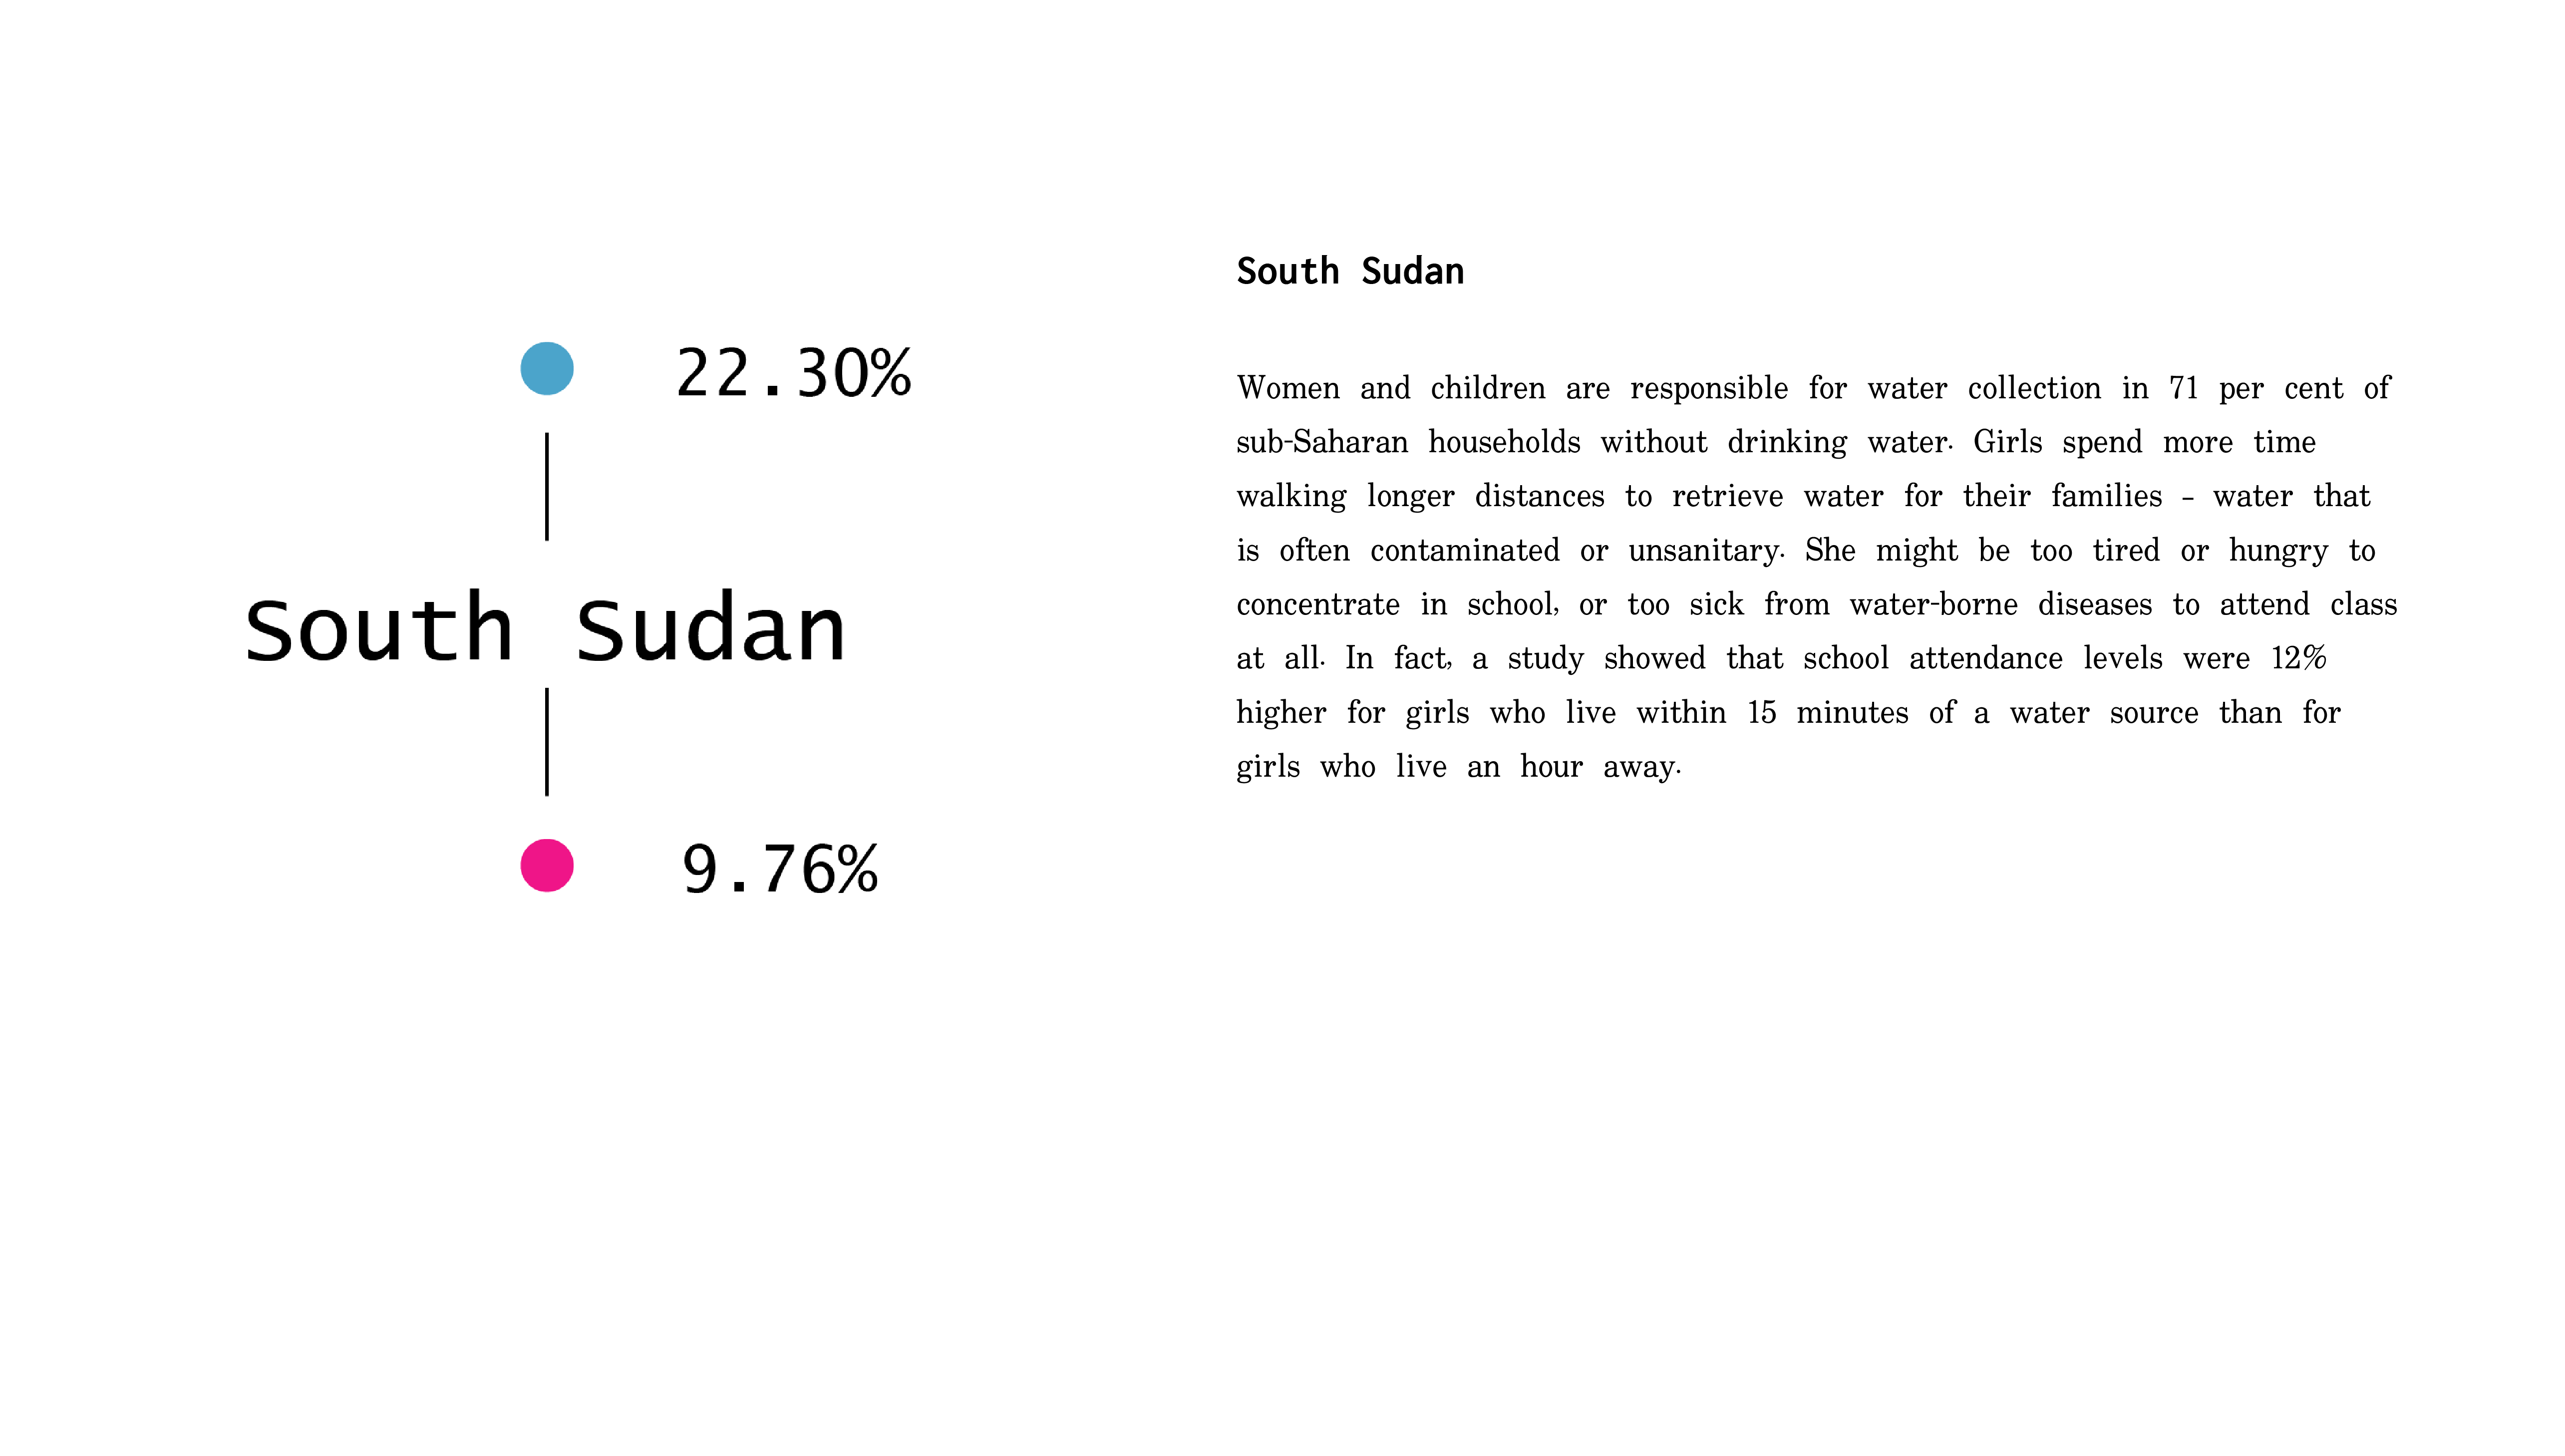 22.30%
South Sudan
9.76%
South Sudan
Women and children are responsible for water collection in 71 per cent of
sub-Saharan households without drinking water. Girls spend more time
walking longer distances to retrieve water for their families – water that
is often contaminated or unsanitary. She might be too tired or hungry to
concentrate in school, or too sick from water-borne diseases to attend class
at all. In fact, a study showed that school attendance levels were 12%
higher for girls who live within 15 minutes of a water source than for
girls who live an hour away.